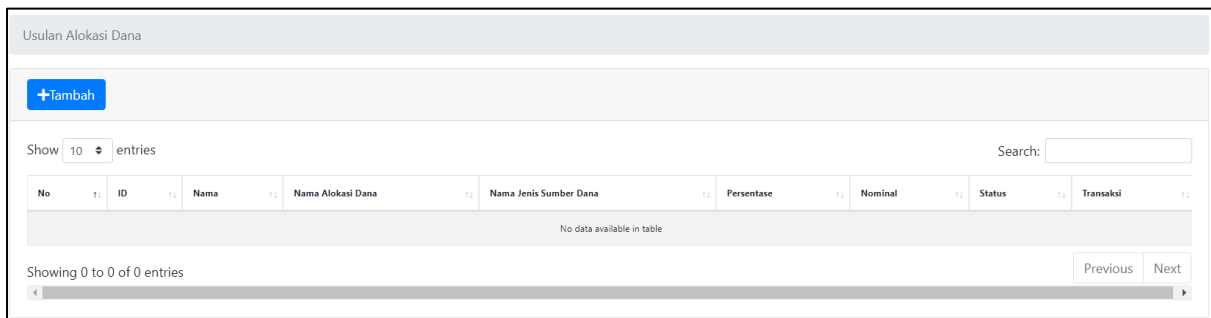 Usulan Alokasi Dana
+Tambah
Show 10 entries
Search:
No ID Nama Nama Alokasi Dana Nama Jenis Sumber Dana Persentase Nominal Status Transaksi
No data available in table
Showing 0 to 0 of 0 entries
Previous Next